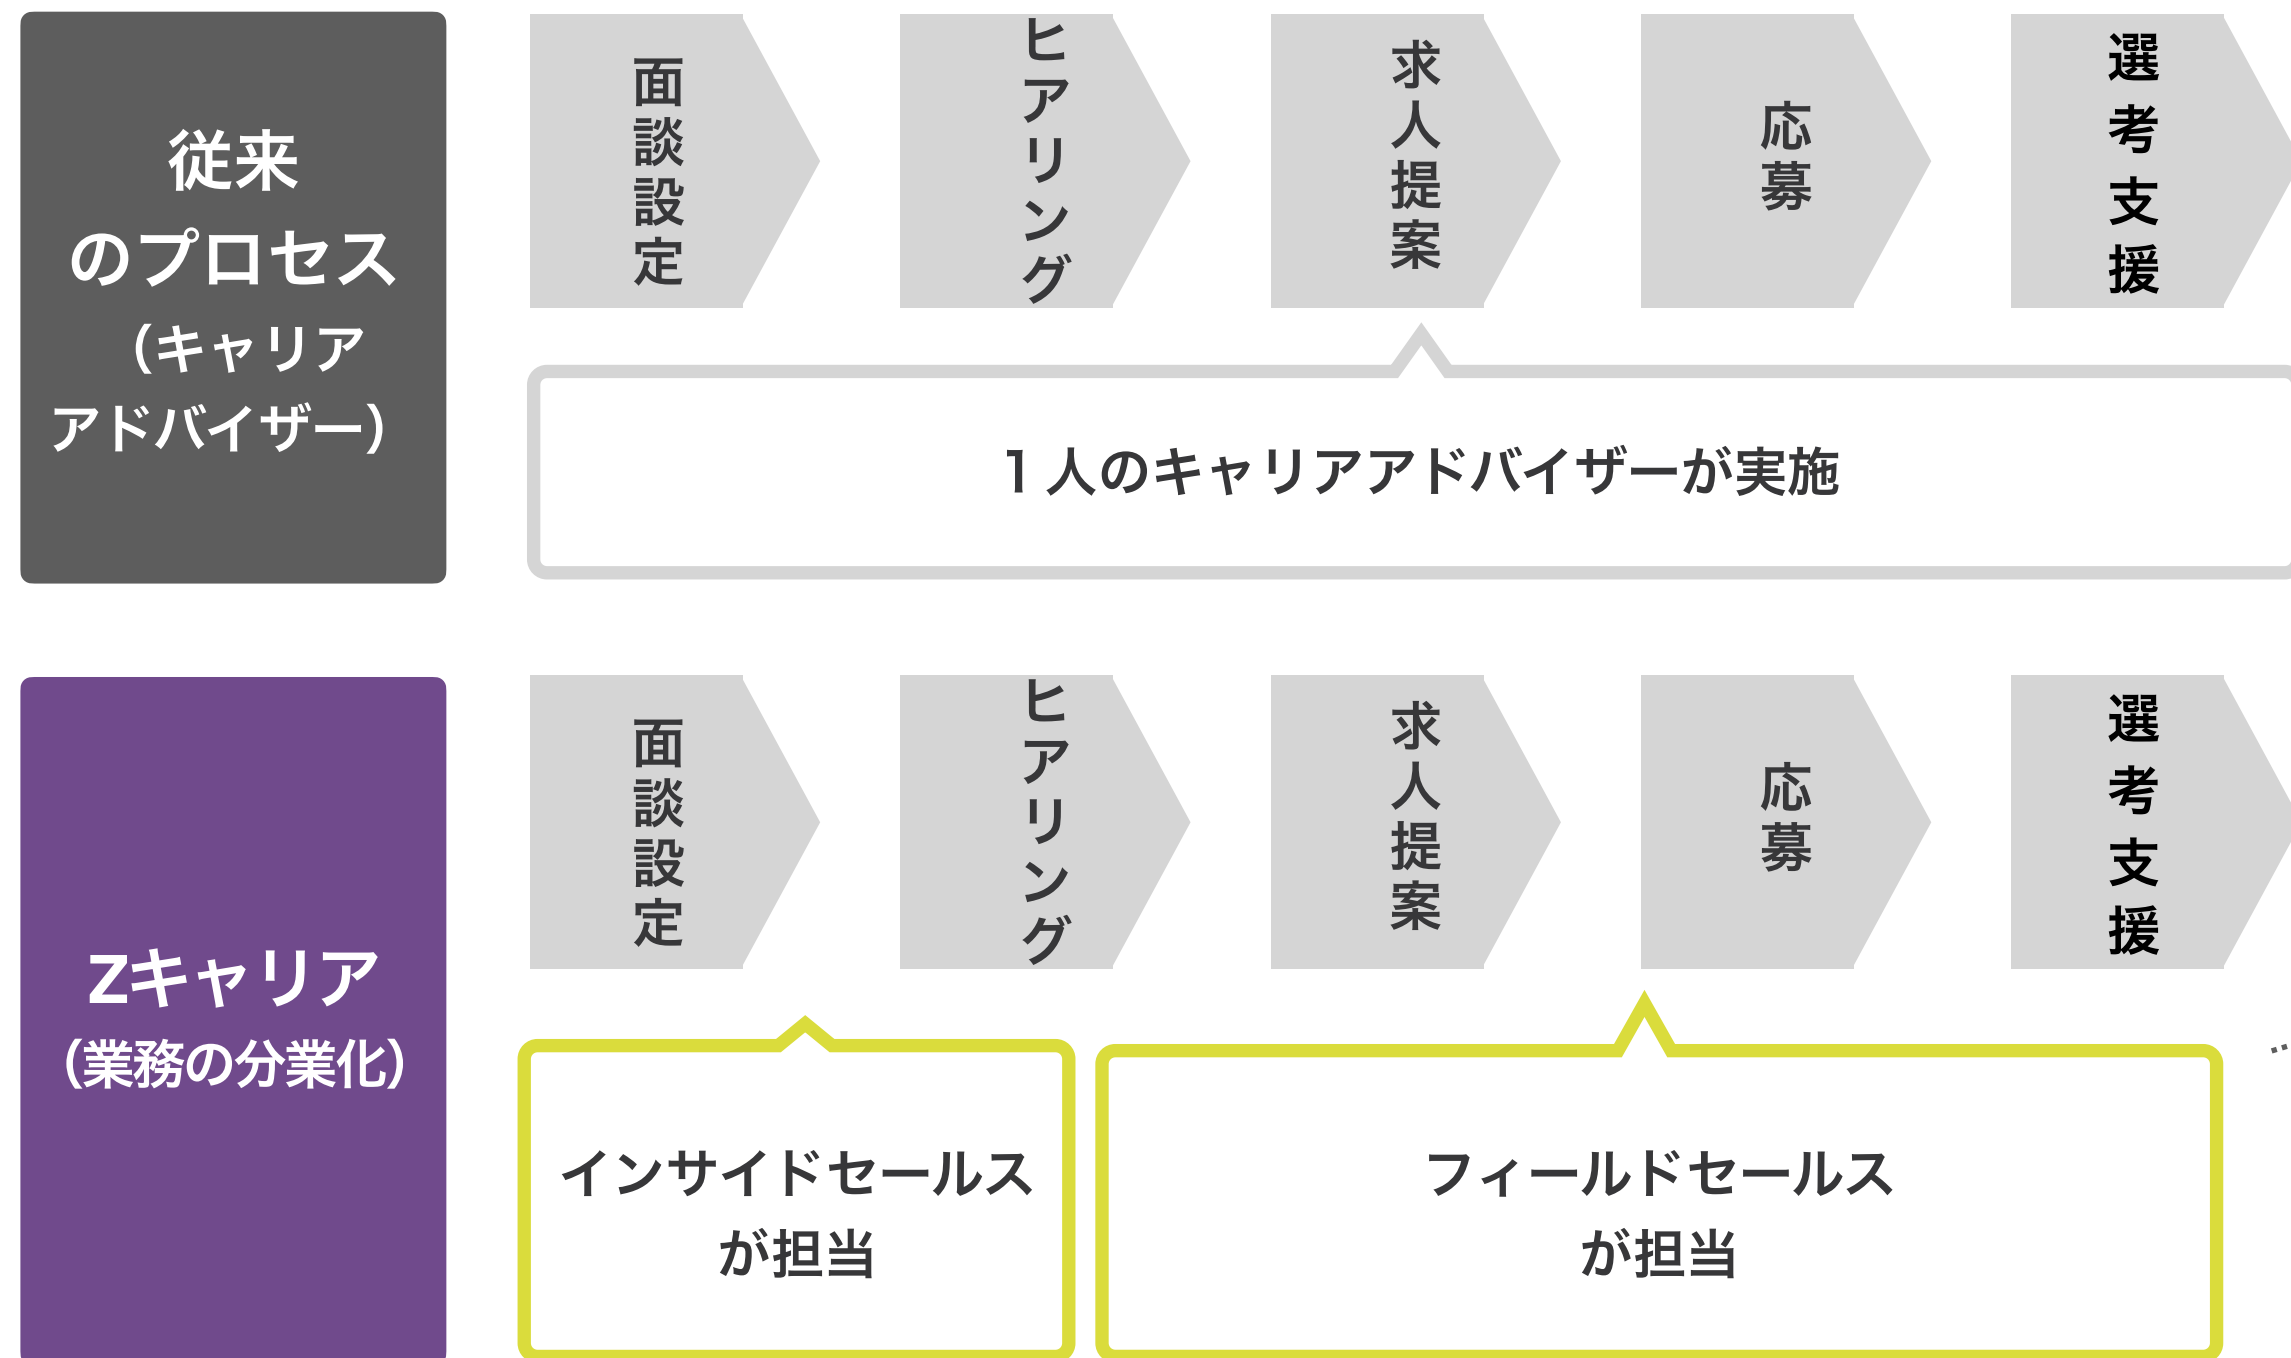 従来
のプロセス
（キャリア
アドバイザー）
面談設定
ヒアリング
求人提案
応募
選考支援
1 人のキャリアアドバイザーが実施
Zキャリア
（業務の分業化）
面談設定
ヒアリング
求人提案
応募
選考支援
インサイドセールス
が担当
フィールドセールス
が担当